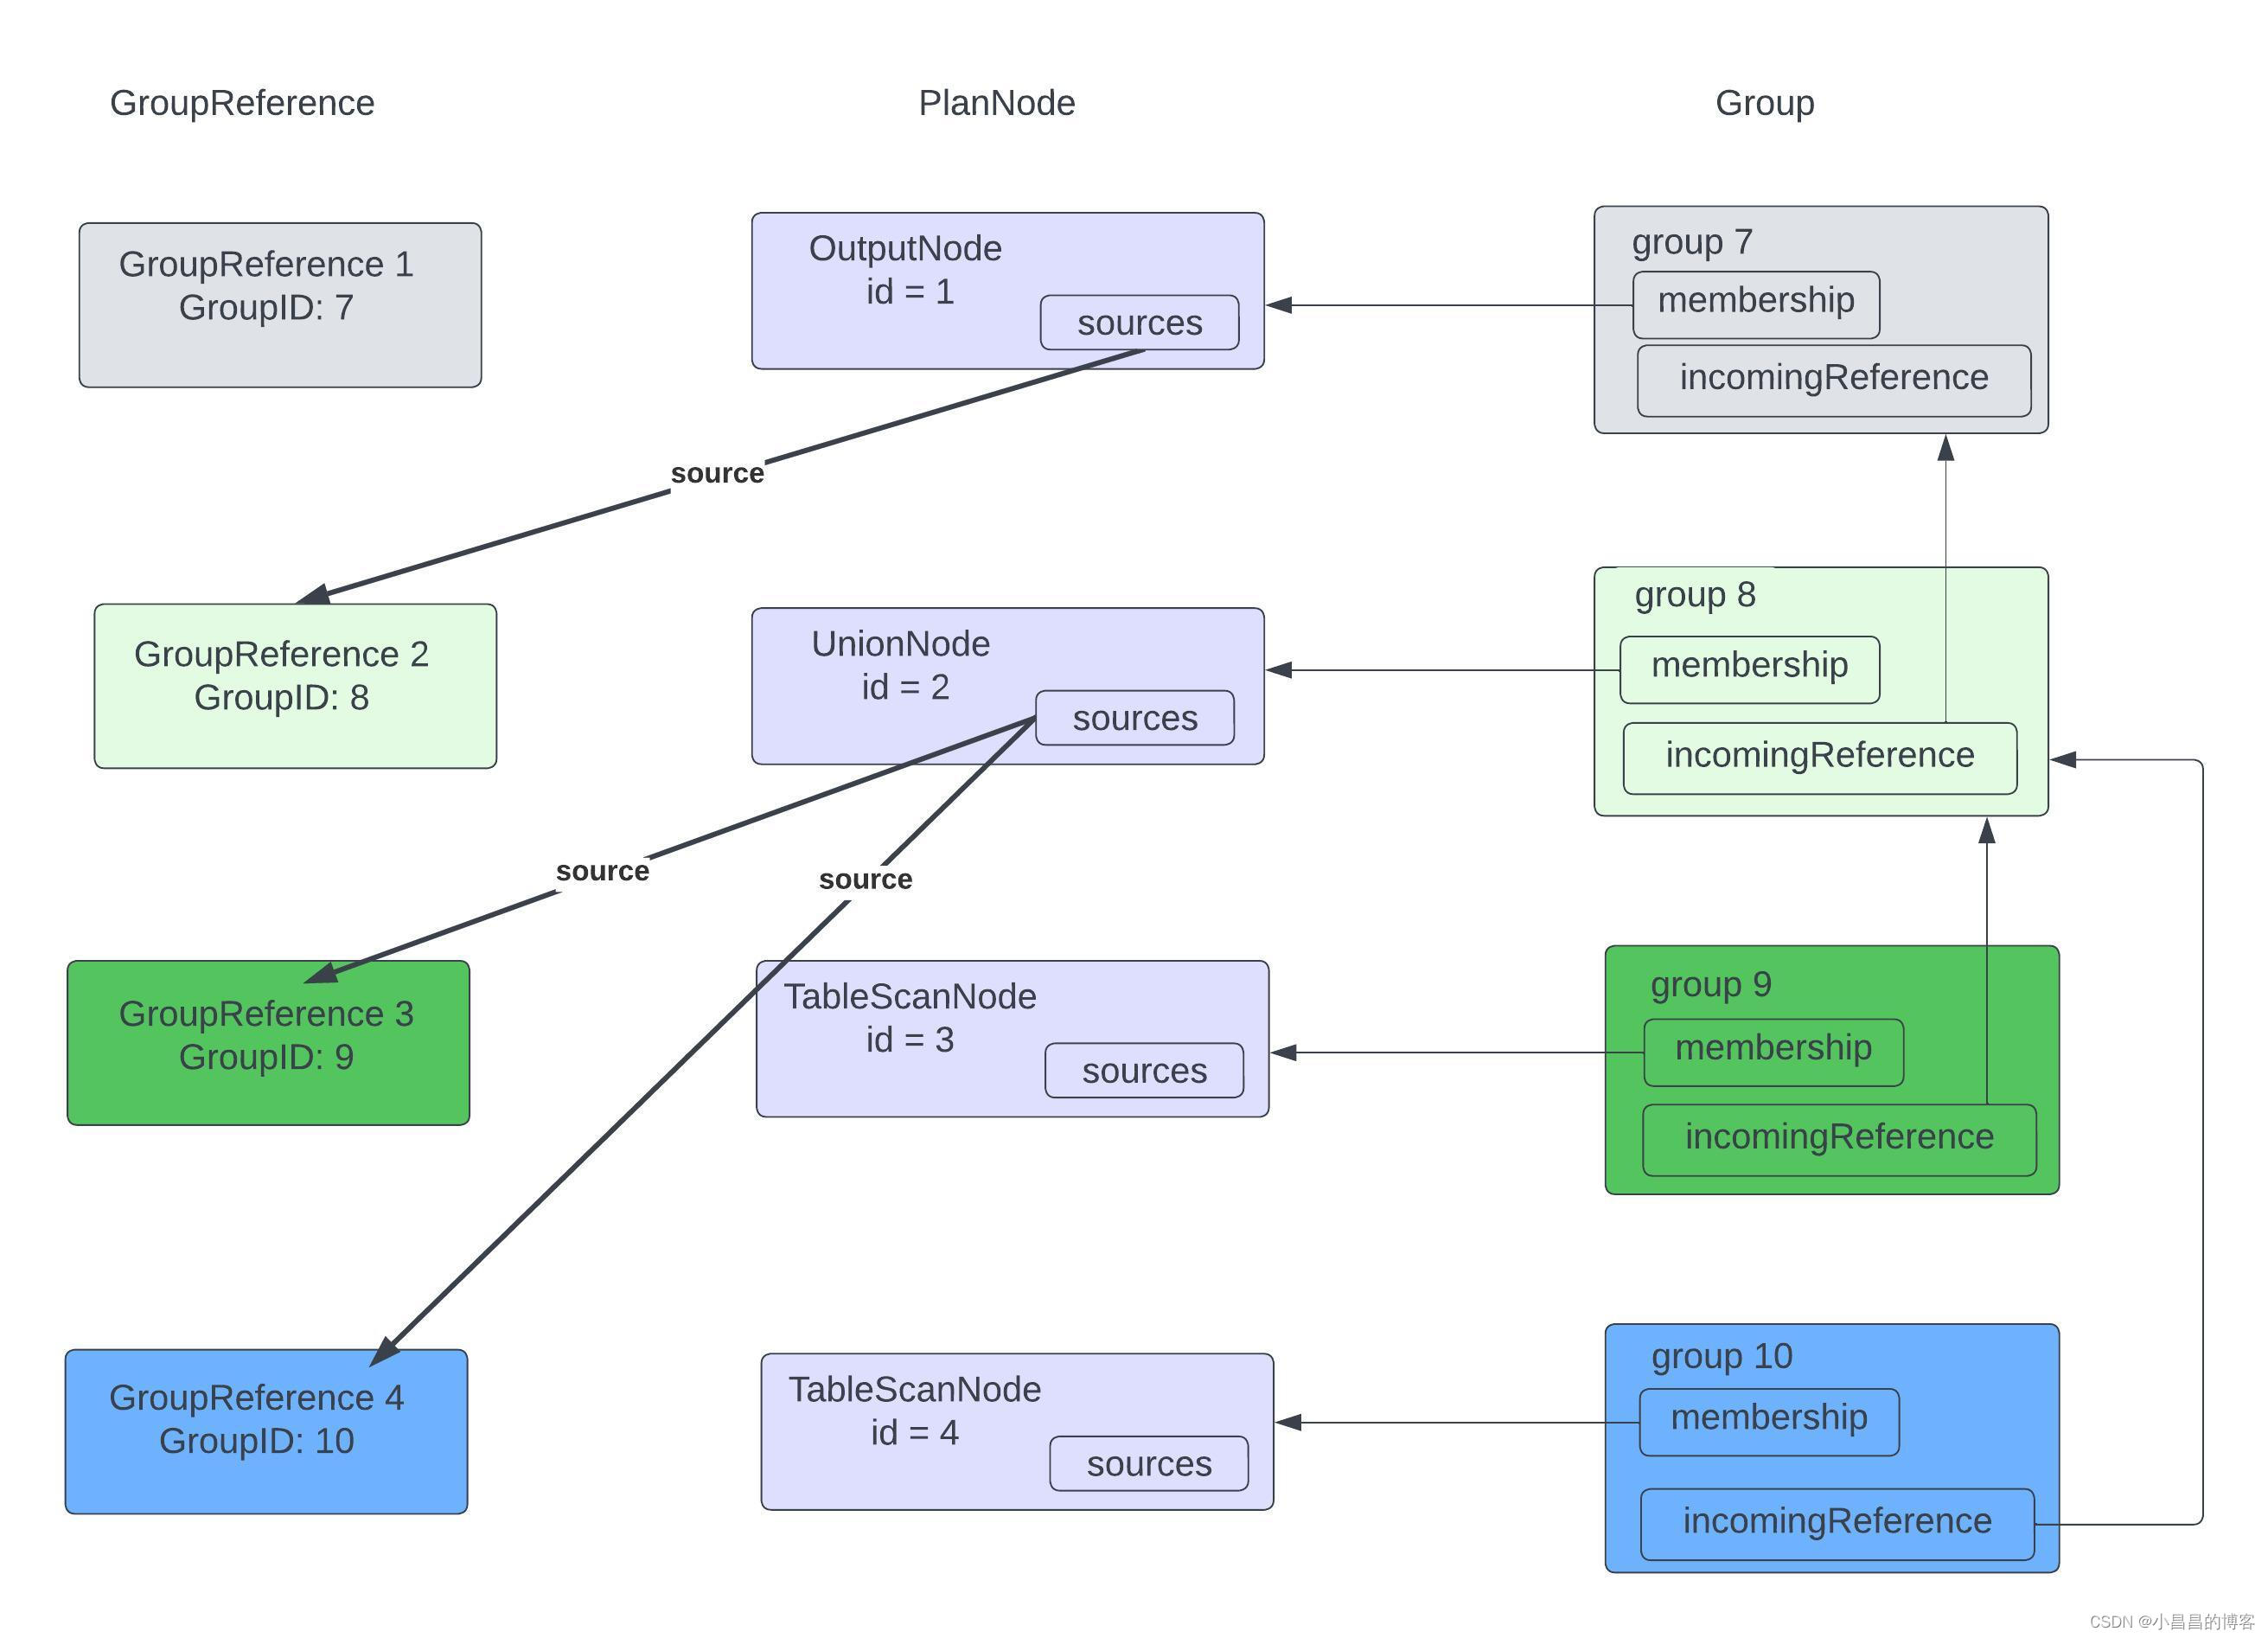 GroupReference
PlanNode
Group
GroupReference 1
GroupID: 7
OutputNode
id = 1
sources
group 7
membership
incomingReference
source
GroupReference 2
GroupID: 8
UnionNode
id = 2
sources
group 8
membership
incomingReference
source
source
GroupReference 3
GroupID: 9
TableScanNode
id = 3
sources
group 9
membership
incomingReference
GroupReference 4
GroupID: 10
TableScanNode
id = 4
sources
group 10
membership
incomingReference
CSDN @小昌昌的博客